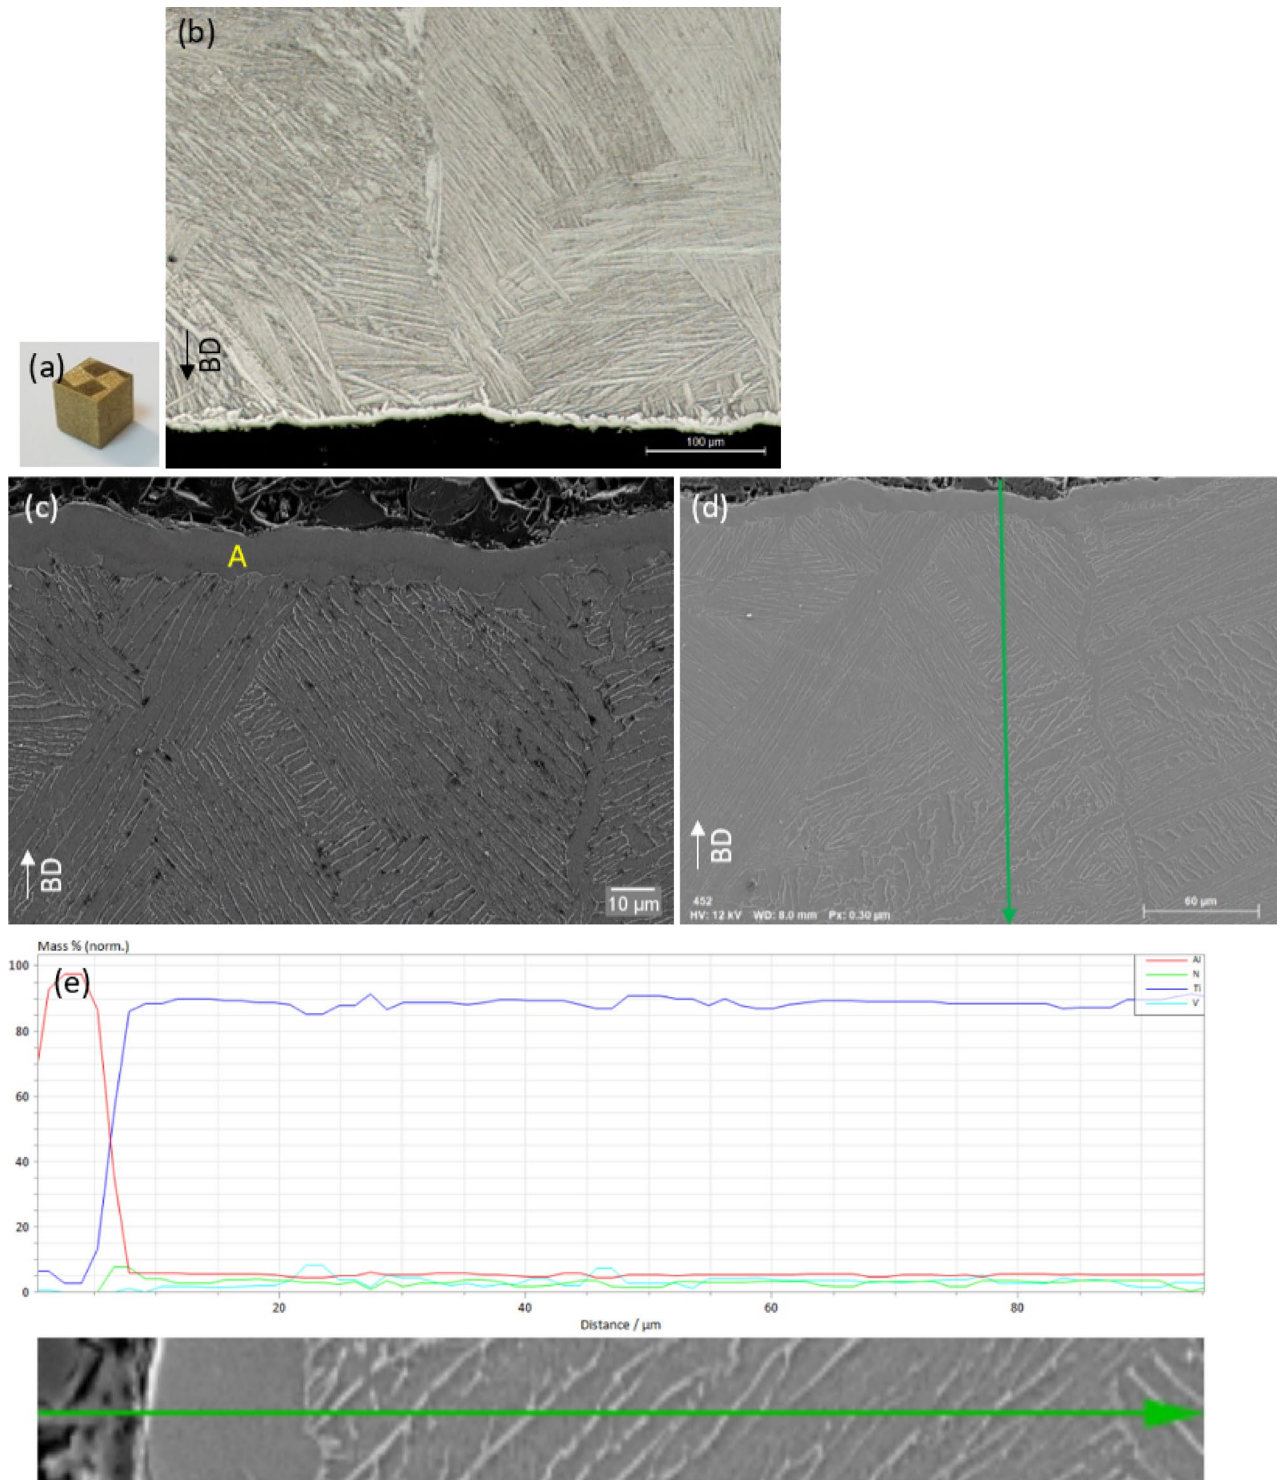 (b)
BD
(a)
100 µm
(c)
A
BD
10 µm
(d)
BD
452
HV: 12 kV WD: 8.0 mm Px: 0.30 µm
60 µm
Mass % (norm.)
(e)
100
80
60
40
20
0
20
40
60
80
Distance / µm
Al
N
Ti
V